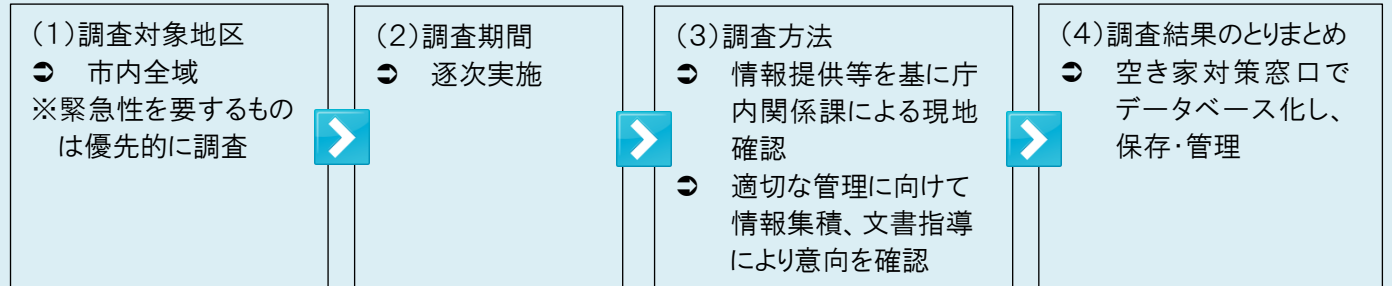 (1)調査対象地区
➲ 市内全域
※緊急性を要するもの
は優先的に調査
(2)調査期間
➲ 逐次実施
(3)調査方法
➲ 情報提供等を基に庁
内関係課による現地
確認
➲ 適切な管理に向けて
情報集積、文書指導
により意向を確認
(4)調査結果のとりまとめ
➲ 空き家対策窓口で
データベース化し、
保存・管理